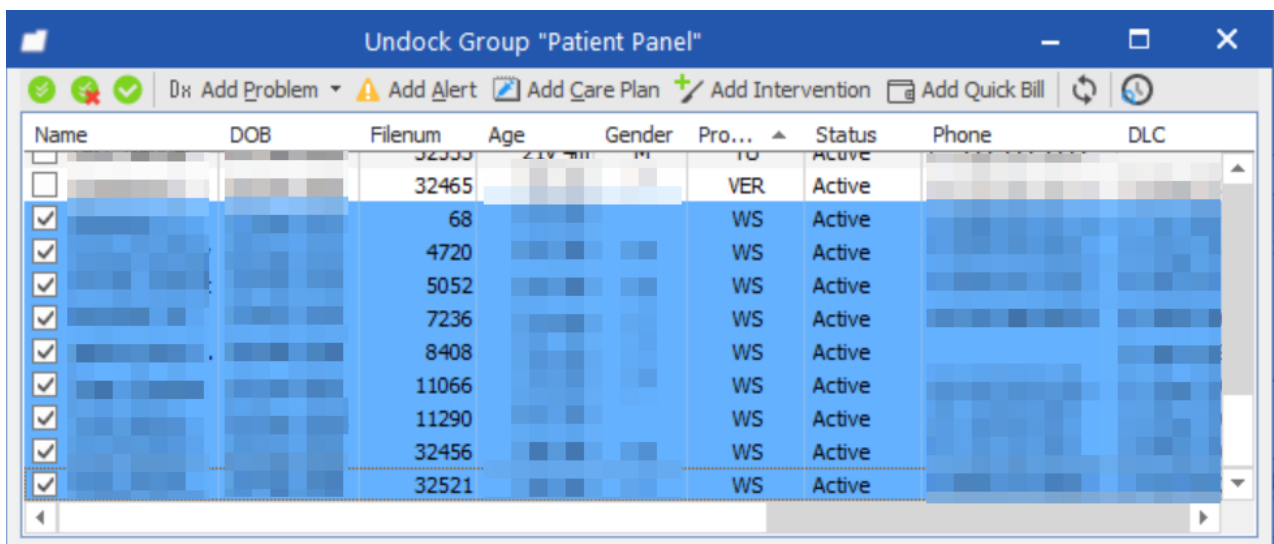 Undock Group "Patient Panel"
Dx Add Problem Add Alert Add Care Plan Add Intervention Add Quick Bill
Name DOB Filenum Age Gender Pro... Status Phone DLC
32465 VER Active
68 WS Active
4720 WS Active
5052 WS Active
7236 WS Active
8408 WS Active
11066 WS Active
11290 WS Active
32456 WS Active
32521 WS Active